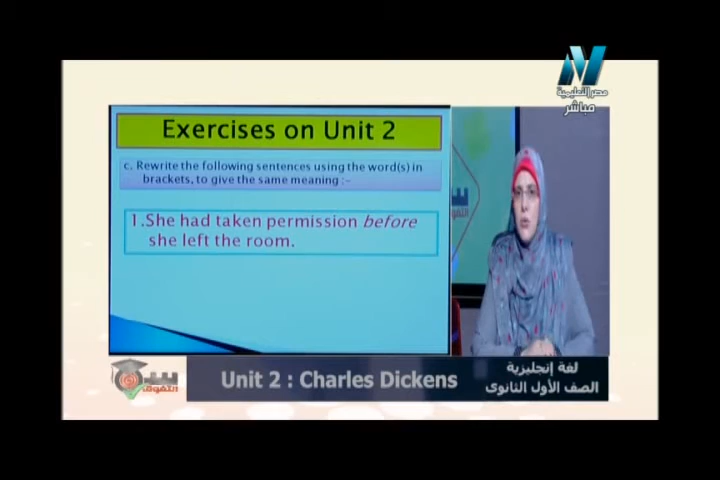 مصر التعليمية
مباشر
Exercises on Unit 2
c. Rewrite the following sentences using the word(s) in
brackets, to give the same meaning :-
1.She had taken permission before
she left the room.
سر
التفوق
Unit 2 : Charles Dickens
لغة إنجليزية
الصف الأول الثانوى